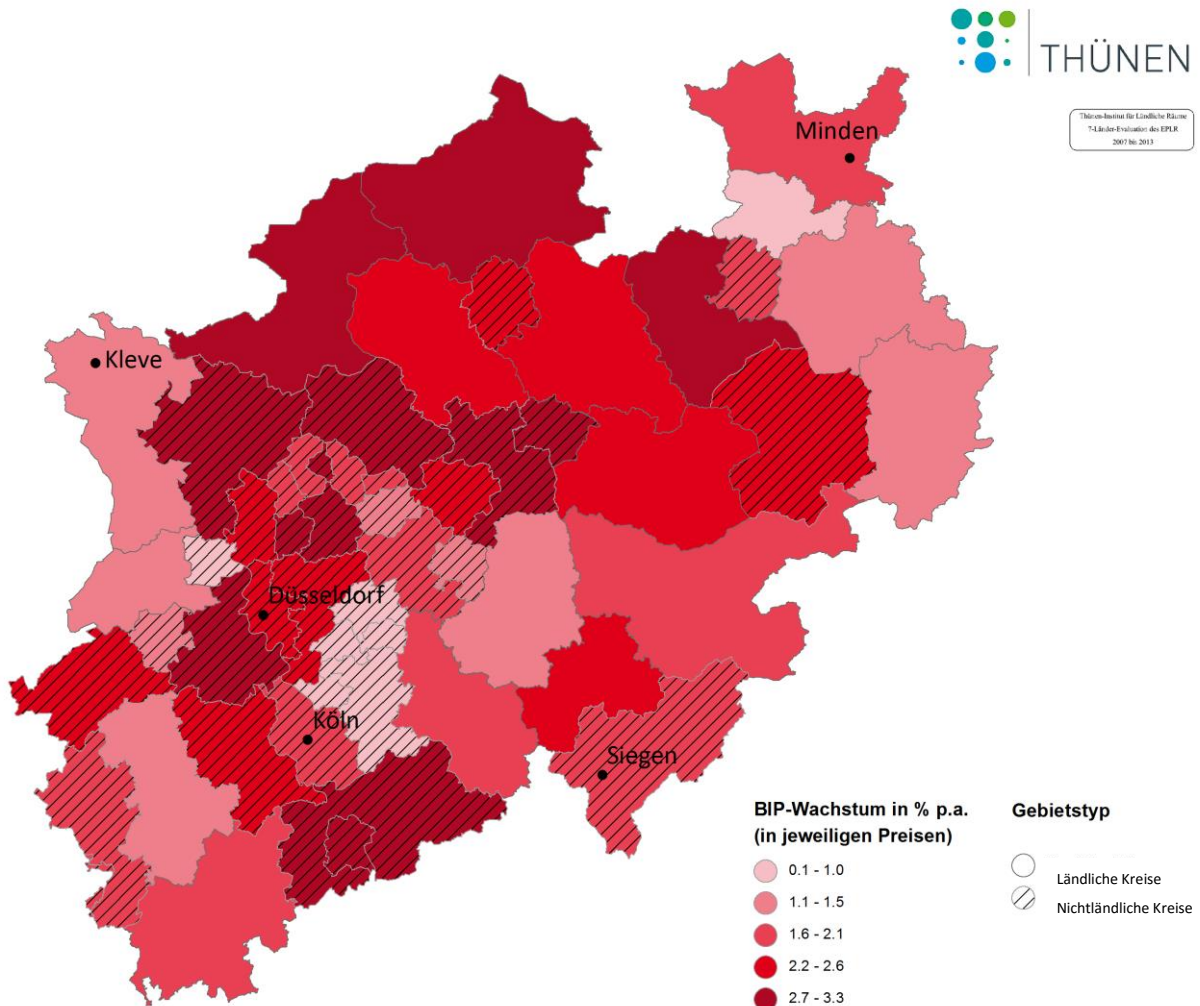 THÜNEN
Thünen-Institut für Ländliche Räume
7-Länder-Evaluation des EPLR
2007 bis 2013
Minden
Kleve
Düsseldorf
Köln
Siegen
BIP-Wachstum in % p.a.
(in jeweiligen Preisen)
0.1 - 1.0
1.1 - 1.5
1.6 - 2.1
2.2 - 2.6
2.7 - 3.3
Gebietstyp
Ländliche Kreise
Nichtländliche Kreise